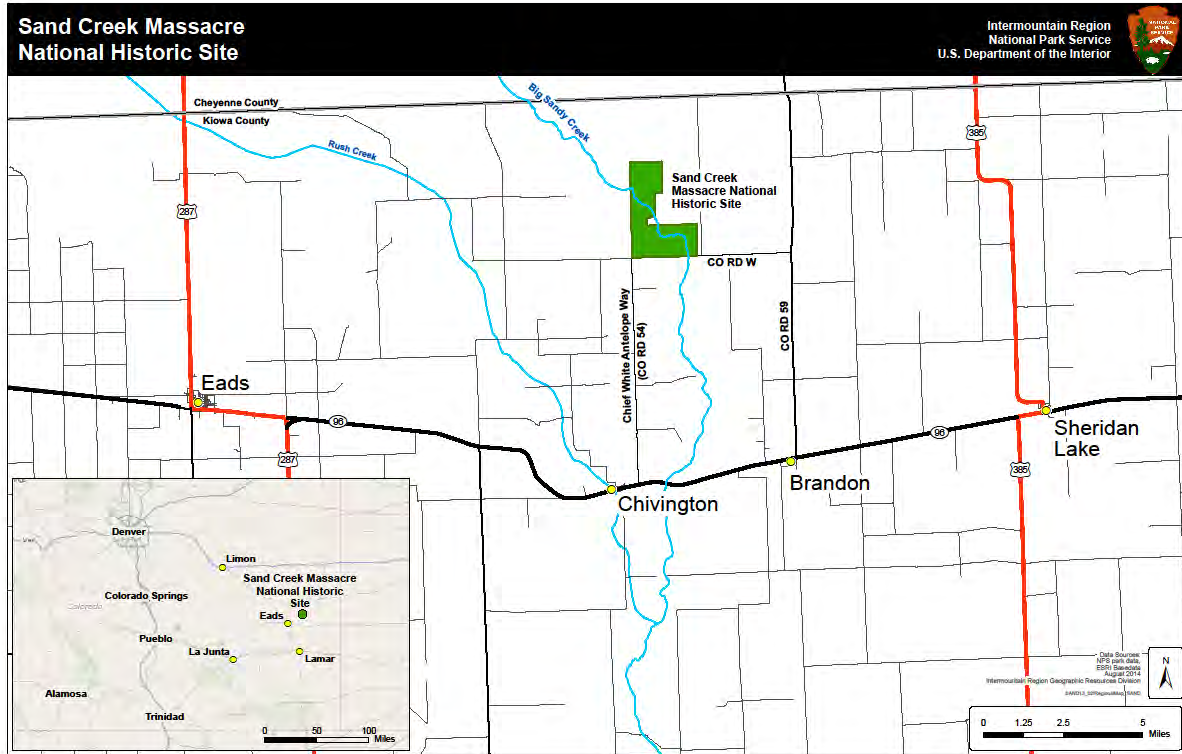 Sand Creek Massacre
National Historic Site
Intermountain Region
National Park Service
U.S. Department of the Interior
NATIONAL
PARK
SERVICE
Cheyenne County
Kiowa County
Rush Creek
Big Sandy Creek
385
287
Sand Creek
Massacre National
Historic Site
CO RD W
Chief White Antelope Way
(CO RD 54)
CO RD 59
Eads
96
287
96
Sheridan
Lake
385
Brandon
Chivington
Denver
Limon
Sand Creek Massacre
National Historic
Site
Colorado Springs
Colorado
Eads
Pueblo
La Junta
Lamar
Alamosa
Trinidad
0 50 100
Miles
Data Sources:
NPS park data,
ESRI Basedata
August 2014
Intermountain Region Geographic Resources Division
N
0 1.25 2.5 5
Miles